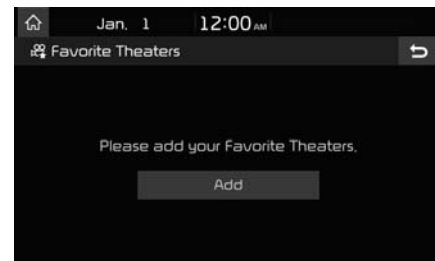 Jan. 1 12:00 AM
Favorite Theaters
Please add your Favorite Theaters.
Add